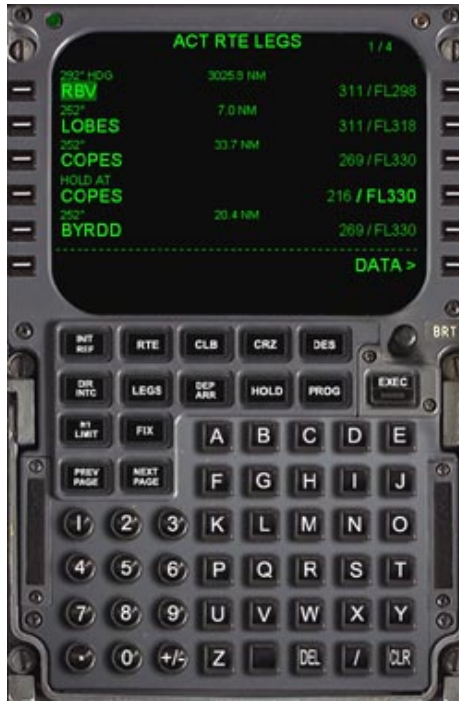 ACT RTE LEGS 1/4
292° HDG 3025.9 NM
RBV 311/FL298
252° 7.0 NM
LOBES 311/FL318
252° 33.7 NM
COPES 269/FL330
HOLD AT
COPES 216/FL330
252° 20.4 NM
BYRDD 269/FL330
DATA >
BRT
INIT REF RTE CLB CRZ DES
DIR INTC LEGS DEP ARR HOLD PROG EXEC
N1 LIMIT FIX A B C D E
PREV PAGE NEXT PAGE F G H I J
1 2 3 K L M N O
4 5 6 P Q R S T
7 8 9 U V W X Y
. 0 +/- Z DEL / CLR